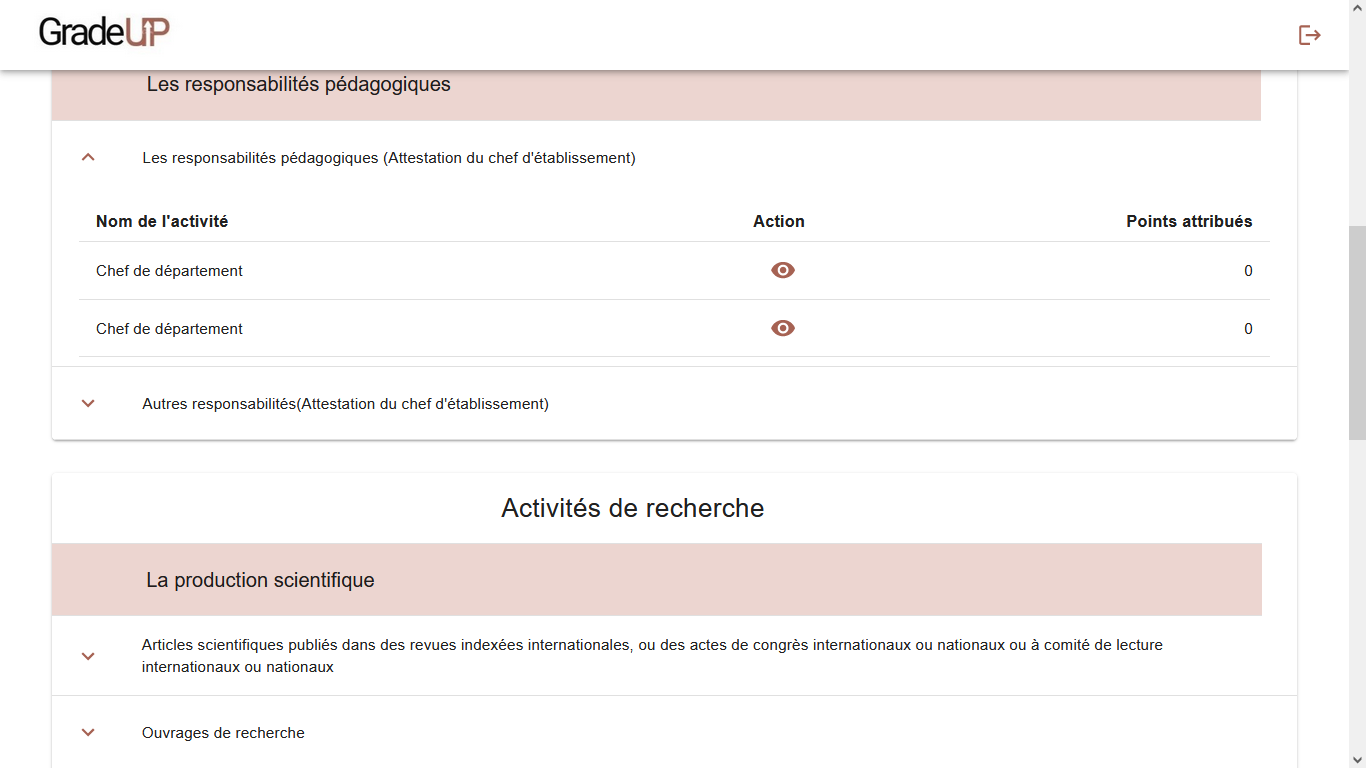 GradeUP
Les responsabilités pédagogiques
Les responsabilités pédagogiques (Attestation du chef d'établissement)
Nom de l'activité Action Points attribués
Chef de département 0
Chef de département 0
Autres responsabilités(Attestation du chef d'établissement)
Activités de recherche
La production scientifique
Articles scientifiques publiés dans des revues indexées internationales, ou des actes de congrès internationaux ou nationaux ou à comité de lecture
internationaux ou nationaux
Ouvrages de recherche